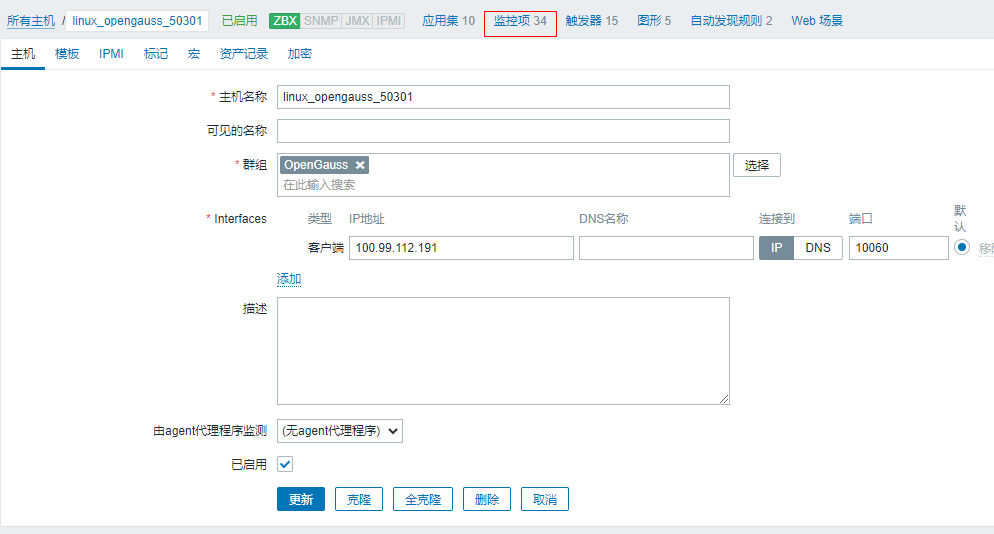 所有主机 / linux_opengauss_50301 已启用 ZBX SNMP JMX IPMI 应用集 10 监控项 34 触发器 15 图形 5 自动发现规则 2 Web 场景
主机 模板 IPMI 标记 宏 资产记录 加密
* 主机名称 linux_opengauss_50301
可见的名称
* 群组 OpenGauss × 选择
在此输入搜索
* Interfaces 类型 IP地址 DNS名称 连接到 端口 默认
客户端 100.99.112.191 IP DNS 10060
添加
描述
由agent代理程序监测 (无agent代理程序)
已启用
更新 克隆 全克隆 删除 取消